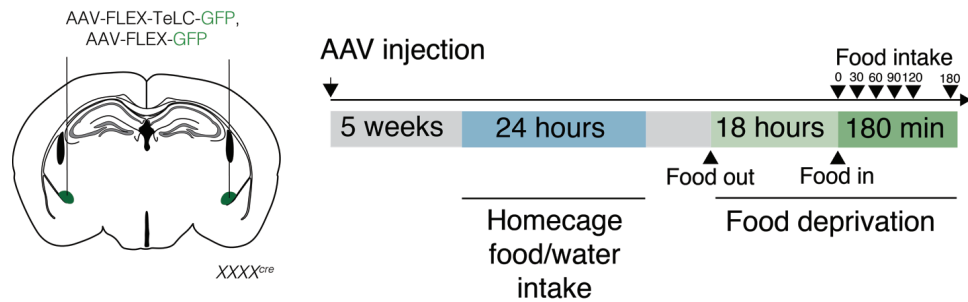 AAV-FLEX-TeLC-GFP,
AAV-FLEX-GFP
XXXXcre
AAV injection
Food intake
0 30 60 90 120 180
5 weeks 24 hours 18 hours 180 min
Food out Food in
Homecage
food/water
intake
Food deprivation